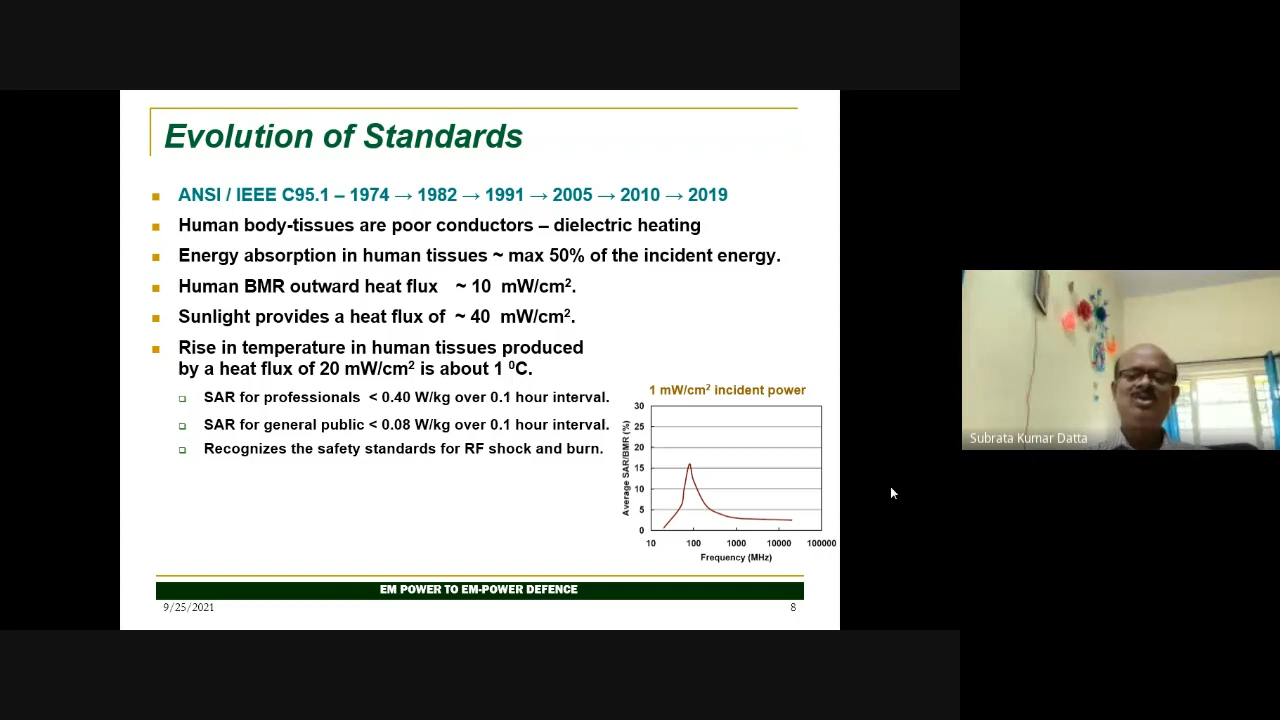 Evolution of Standards
ANSI / IEEE C95.1 – 1974 → 1982 → 1991 → 2005 → 2010 → 2019
Human body-tissues are poor conductors – dielectric heating
Energy absorption in human tissues ~ max 50% of the incident energy.
Human BMR outward heat flux ~ 10 mW/cm².
Sunlight provides a heat flux of ~ 40 mW/cm².
Rise in temperature in human tissues produced
by a heat flux of 20 mW/cm² is about 1 ⁰C.
SAR for professionals < 0.40 W/kg over 0.1 hour interval.
SAR for general public < 0.08 W/kg over 0.1 hour interval.
Recognizes the safety standards for RF shock and burn.
1 mW/cm² incident power
Average SAR/BMR (%)
30
25
20
15
10
5
0
10 100 1000 10000 100000
Frequency (MHz)
EM POWER TO EM-POWER DEFENCE
9/25/2021 8
Subrata Kumar Datta